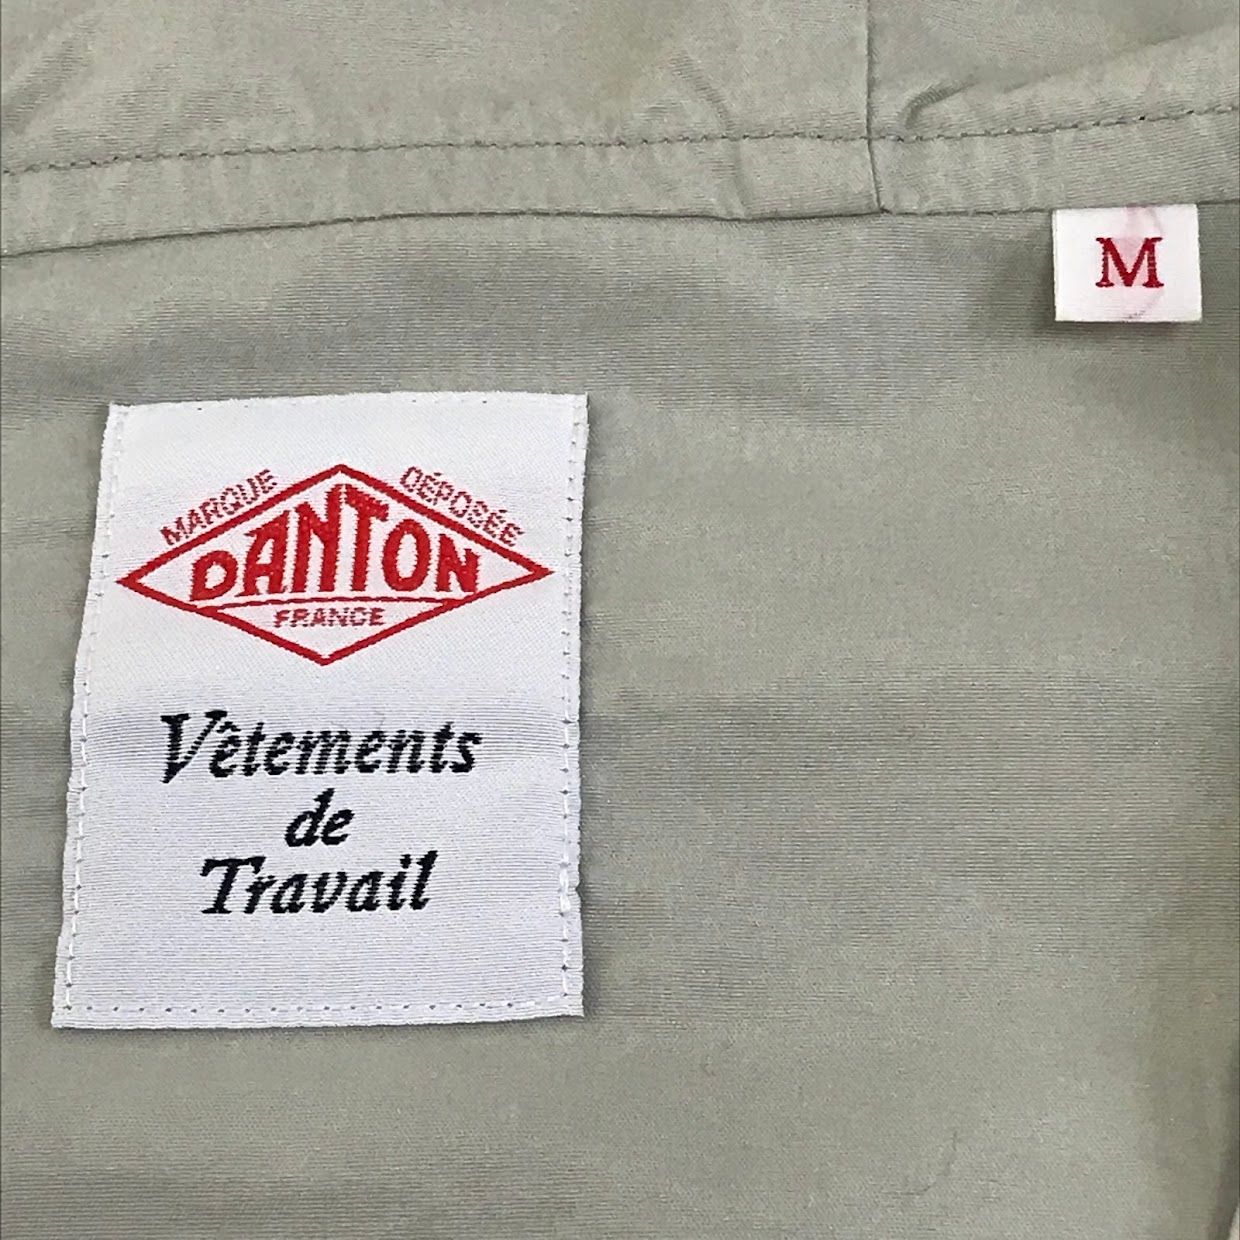 M
MARQUE DÉPOSÉE
DANTON
FRANCE
Vêtements
de
Travail